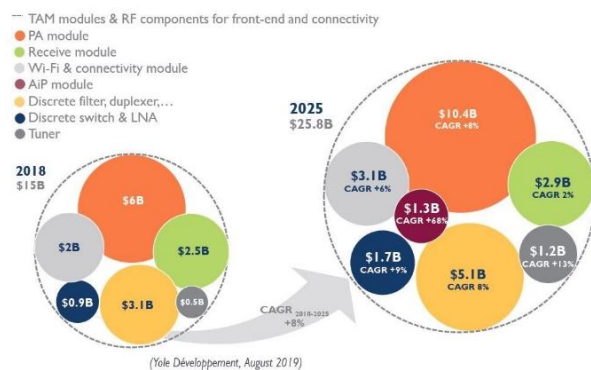 TAM modules & RF components for front-end and connectivity
PA module
Receive module
Wi-Fi & connectivity module
AiP module
Discrete filter, duplexer,...
Discrete switch & LNA
Tuner
2018
$15B
$6B
$2B
$2.5B
$0.9B
$3.1B
$0.5B
2025
$25.8B
$10.4B
CAGR +8%
$3.1B
CAGR +6%
$2.9B
CAGR 2%
$1.3B
CAGR +68%
$1.7B
CAGR +9%
$1.2B
CAGR +13%
$5.1B
CAGR 8%
CAGR 2018-2025
+8%
(Yole Développement, August 2019)